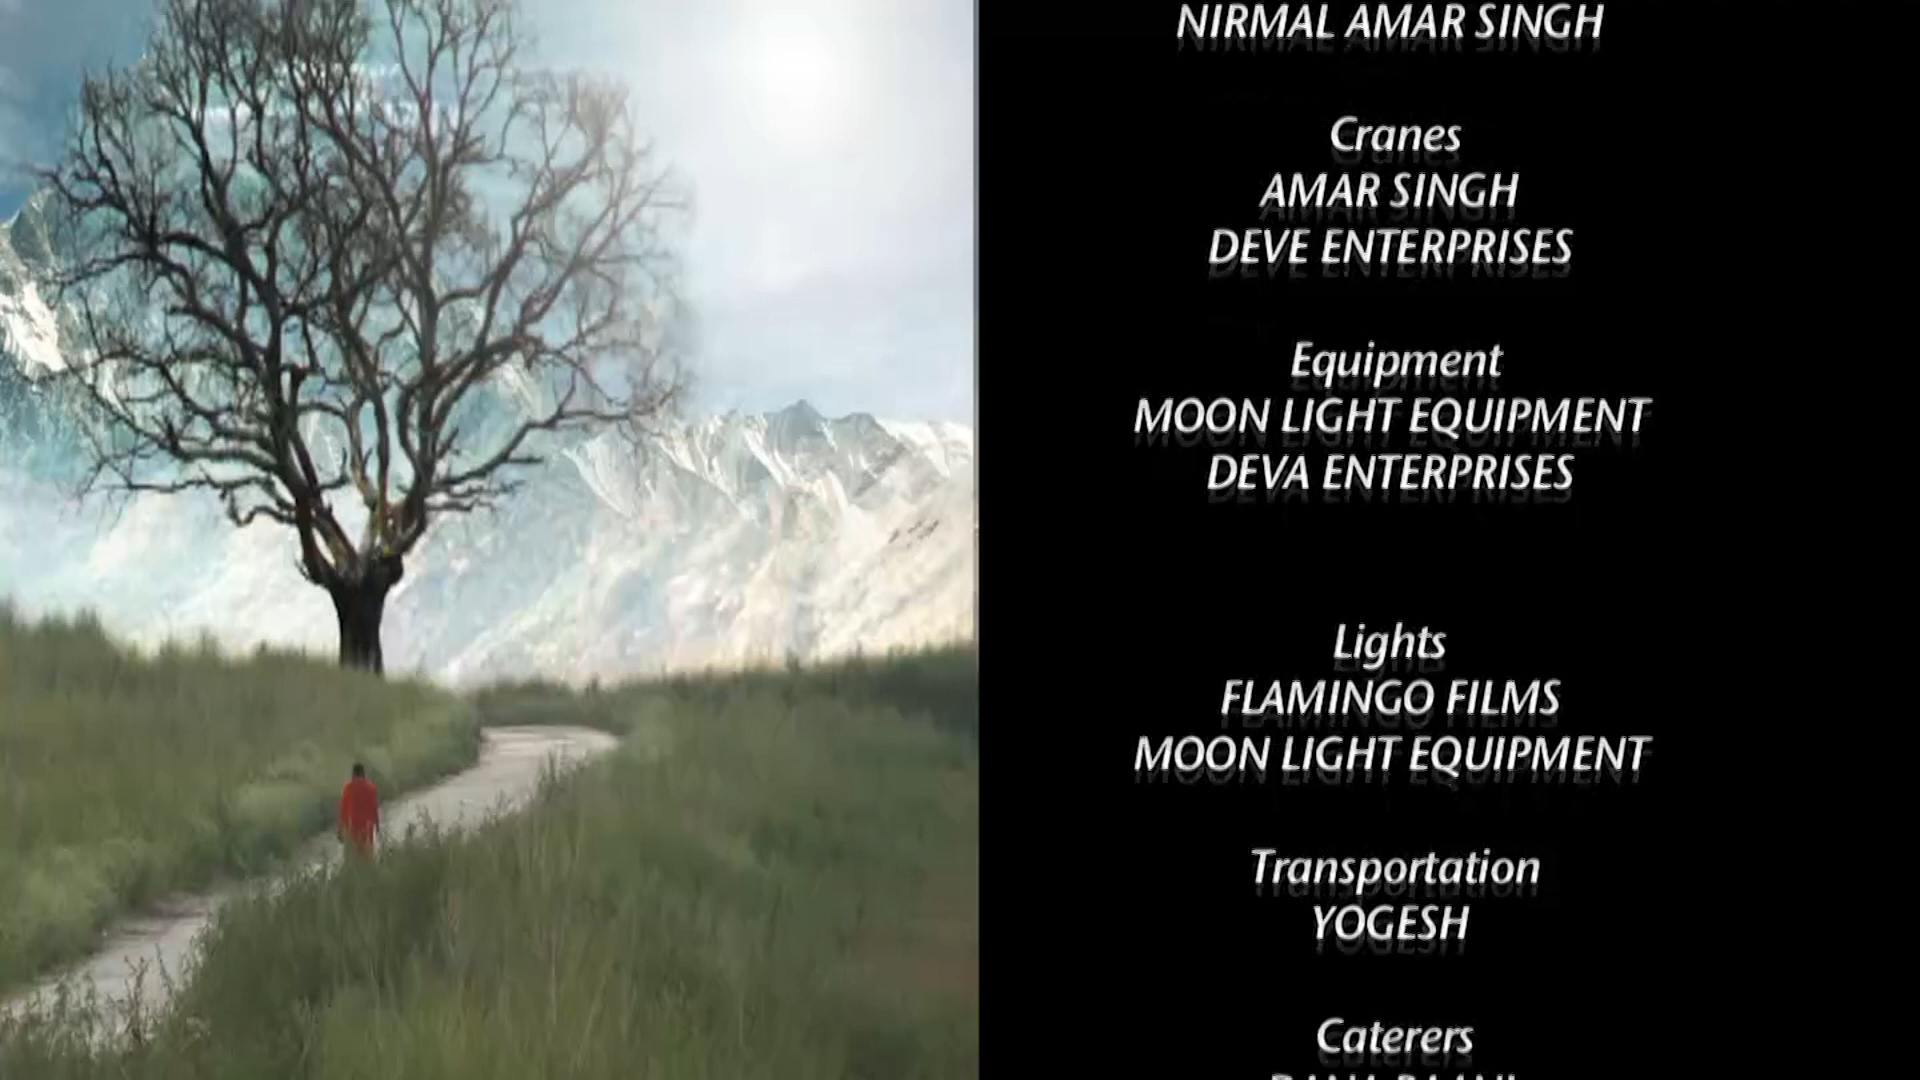 NIRMAL AMAR SINGH
Cranes
AMAR SINGH
DEVE ENTERPRISES
Equipment
MOON LIGHT EQUIPMENT
DEVA ENTERPRISES
Lights
FLAMINGO FILMS
MOON LIGHT EQUIPMENT
Transportation
YOGESH
Caterers